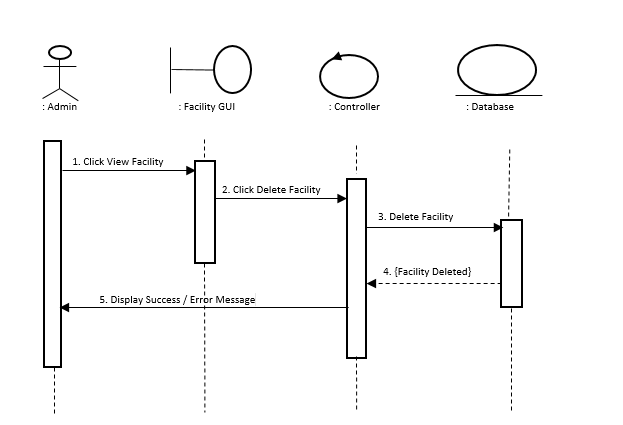 : Admin
: Facility GUI
: Controller
: Database
1. Click View Facility
2. Click Delete Facility
3. Delete Facility
4. {Facility Deleted}
5. Display Success / Error Message